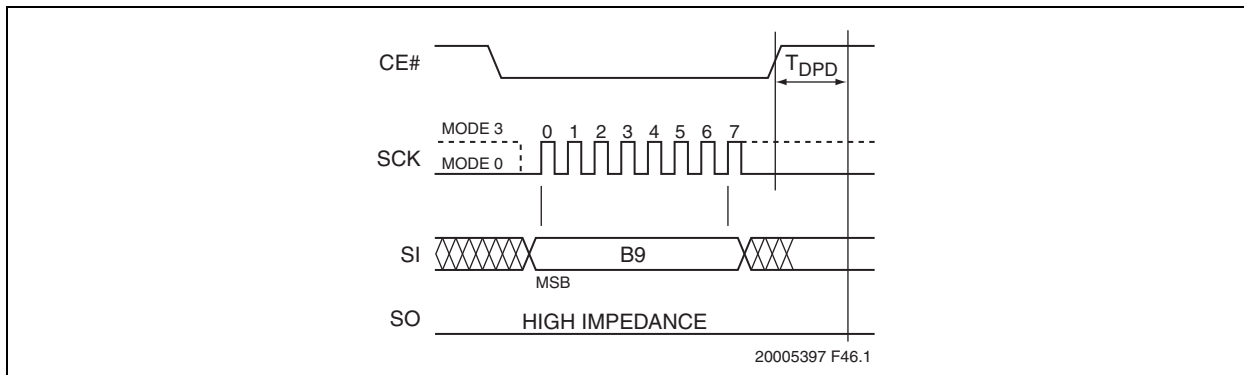 CE#
TDPD
MODE 3
0 1 2 3 4 5 6 7
SCK
MODE 0
SI
B9
MSB
SO
HIGH IMPEDANCE
20005397 F46.1